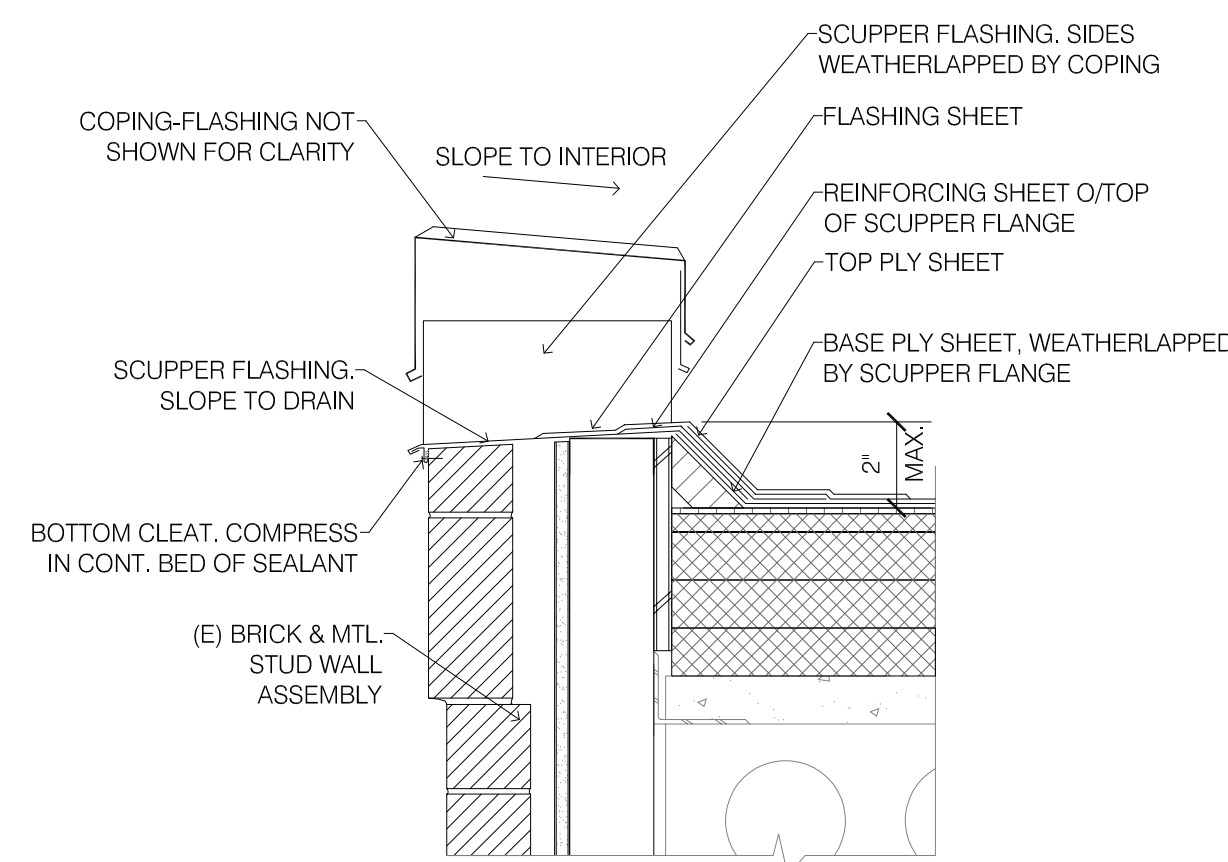 SCUPPER FLASHING. SIDES
WEATHERLAPPED BY COPING
COPING-FLASHING NOT
SHOWN FOR CLARITY
SLOPE TO INTERIOR
FLASHING SHEET
REINFORCING SHEET O/TOP
OF SCUPPER FLANGE
TOP PLY SHEET
BASE PLY SHEET, WEATHERLAPPED
BY SCUPPER FLANGE
SCUPPER FLASHING.
SLOPE TO DRAIN
2"
MAX.
BOTTOM CLEAT. COMPRESS
IN CONT. BED OF SEALANT
(E) BRICK & MTL.
STUD WALL
ASSEMBLY